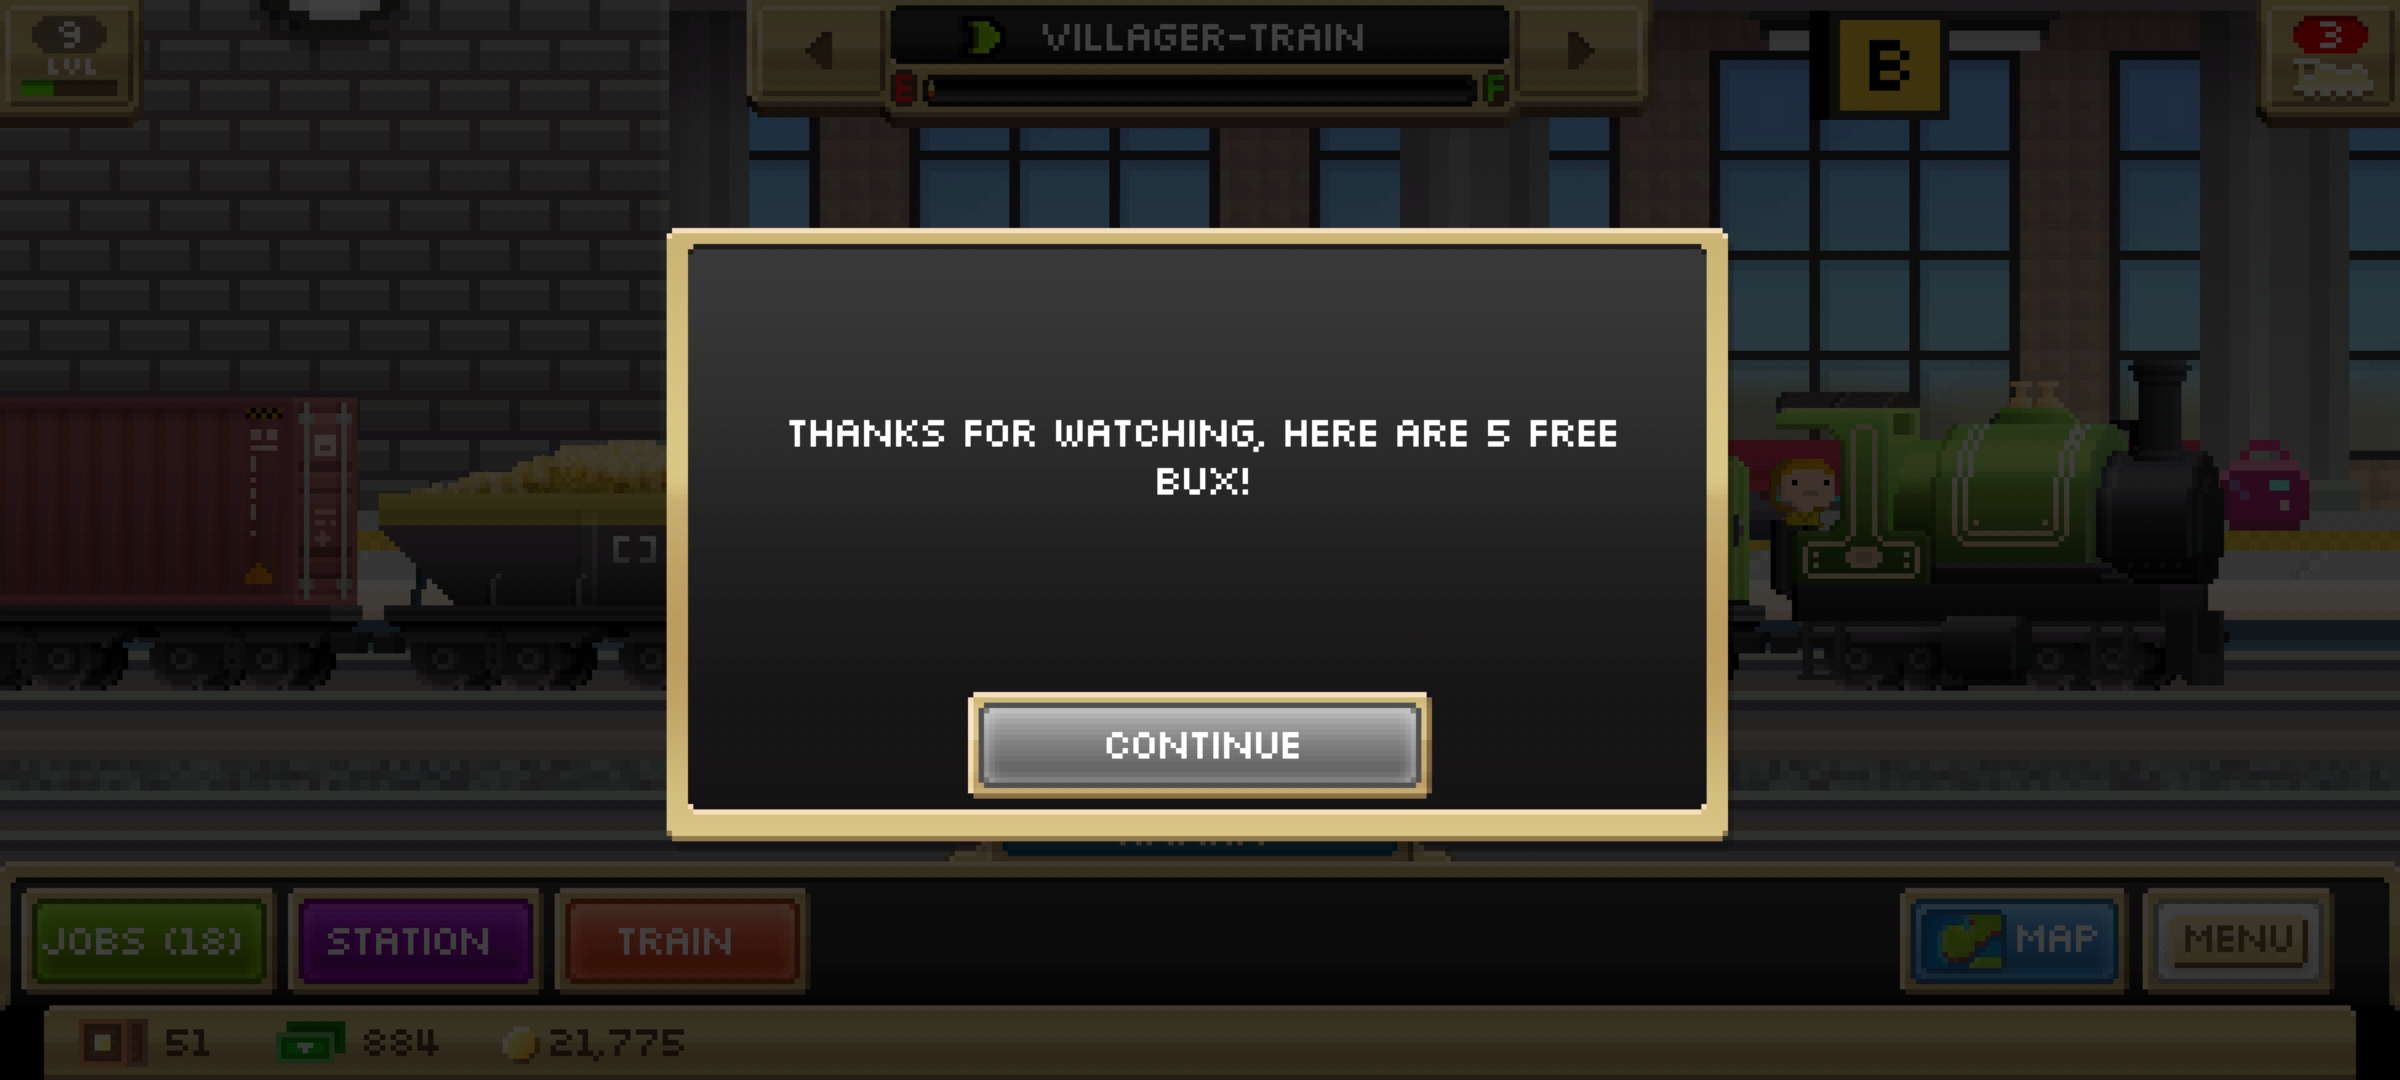 9
LVL
VILLAGER-TRAIN
E F
B
3
THANKS FOR WATCHING, HERE ARE 5 FREE
BUX!
CONTINUE
JOBS (18)
STATION
TRAIN
MAP
MENU
51
884
21,775